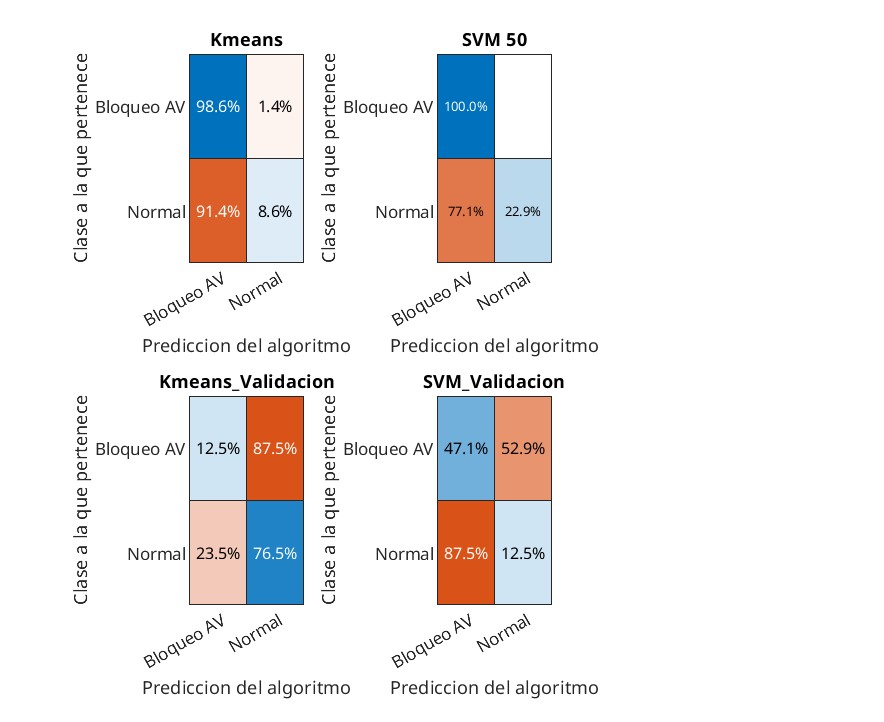 Kmeans
Clase a la que pertenece
Bloqueo AV 98.6% 1.4%
Normal 91.4% 8.6%
Bloqueo AV Normal
Prediccion del algoritmo
SVM 50
Clase a la que pertenece
Bloqueo AV 100.0%
Normal 77.1% 22.9%
Bloqueo AV Normal
Prediccion del algoritmo
Kmeans_Validacion
Clase a la que pertenece
Bloqueo AV 12.5% 87.5%
Normal 23.5% 76.5%
Bloqueo AV Normal
Prediccion del algoritmo
SVM_Validacion
Clase a la que pertenece
Bloqueo AV 47.1% 52.9%
Normal 87.5% 12.5%
Bloqueo AV Normal
Prediccion del algoritmo